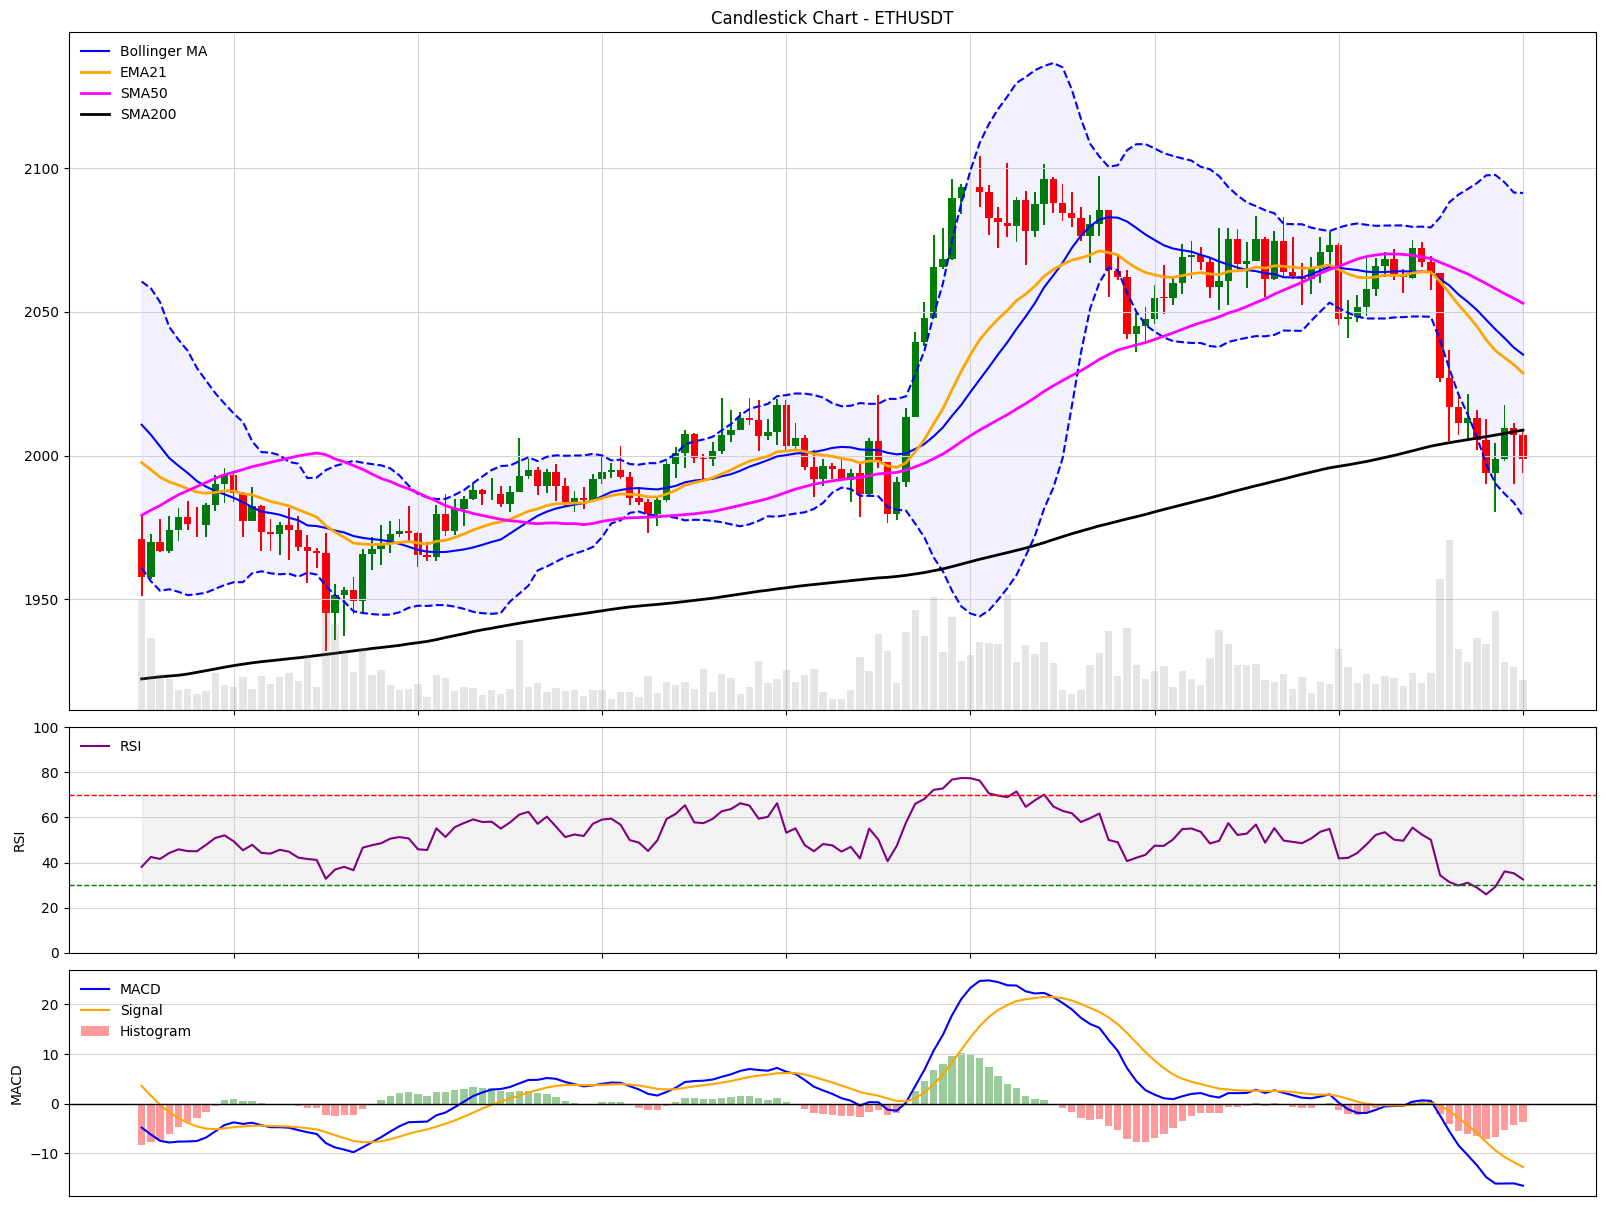 Candlestick Chart - ETHUSDT
Bollinger MA
EMA21
SMA50
SMA200
2100
2050
2000
1950
100
RSI
80
60
RSI
40
20
0
MACD
20
Signal
Histogram
10
MACD
0
−10